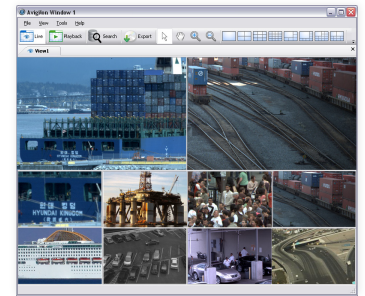 Avigilon Window 1
File View Tools Help
Live Playback Search Export
View1
HYUNDAI KINGDOM